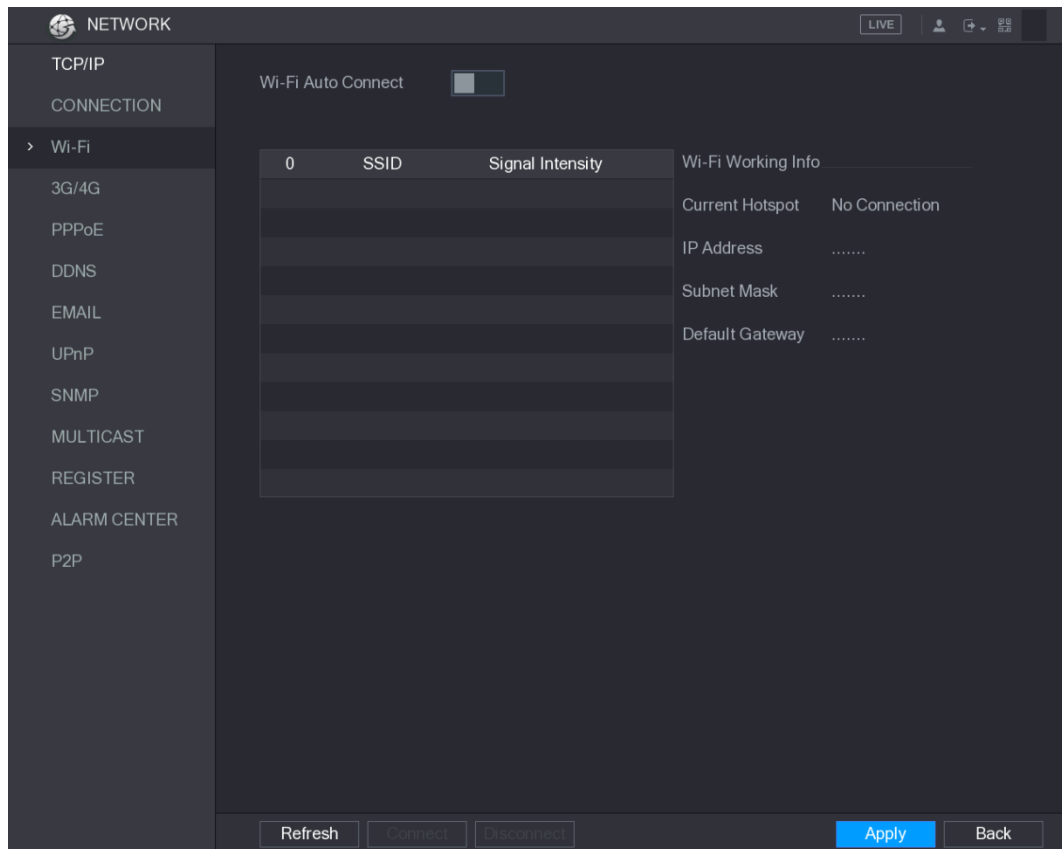 NETWORK
LIVE
TCP/IP
CONNECTION
Wi-Fi
3G/4G
PPPoE
DDNS
EMAIL
UPnP
SNMP
MULTICAST
REGISTER
ALARM CENTER
P2P
Wi-Fi Auto Connect
0 SSID Signal Intensity
Wi-Fi Working Info
Current Hotspot No Connection
IP Address .......
Subnet Mask .......
Default Gateway .......
Refresh Connect Disconnect Apply Back